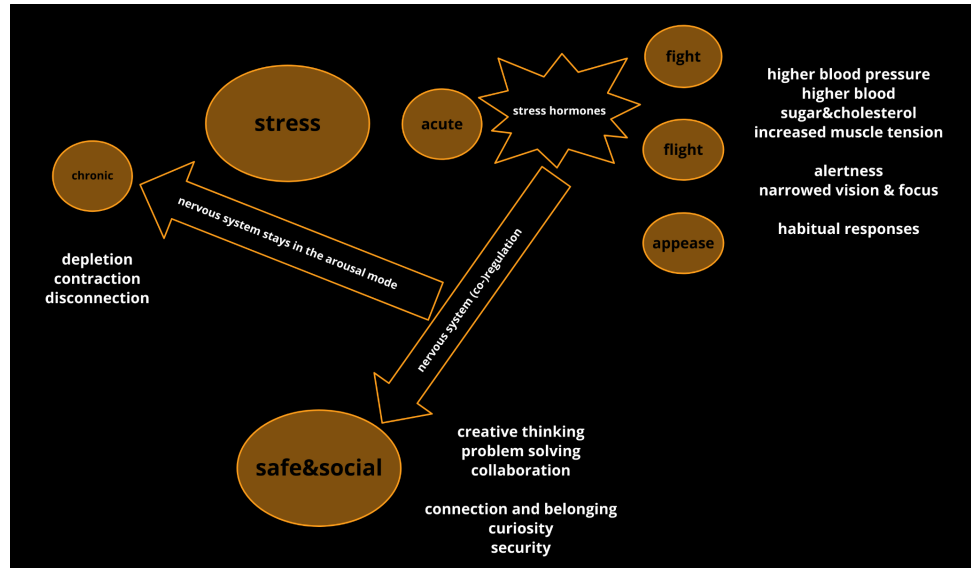 stress
acute
stress hormones
fight
flight
appease
higher blood pressure
higher blood
sugar&cholesterol
increased muscle tension
alertness
narrowed vision & focus
habitual responses
chronic
nervous system stays in the arousal mode
depletion
contraction
disconnection
nervous system (co-)regulation
safe&social
creative thinking
problem solving
collaboration
connection and belonging
curiosity
security